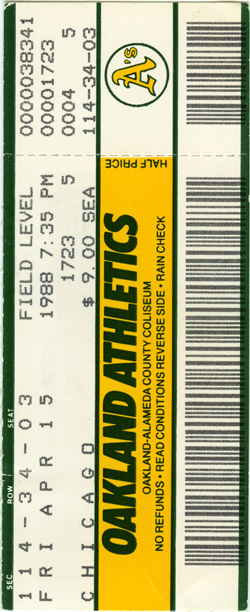 SEC ROW SEAT
114-34-03 FIELD LEVEL 0000038341
FRI APR 15 1988 7:35 PM 00001723
1723 5 0004 5
CHICAGO $ 9.00 SEA 114-34-03
HALF PRICE
A's
OAKLAND ATHLETICS
OAKLAND-ALAMEDA COUNTY COLISEUM
NO REFUNDS • READ CONDITIONS REVERSE SIDE • RAIN CHECK